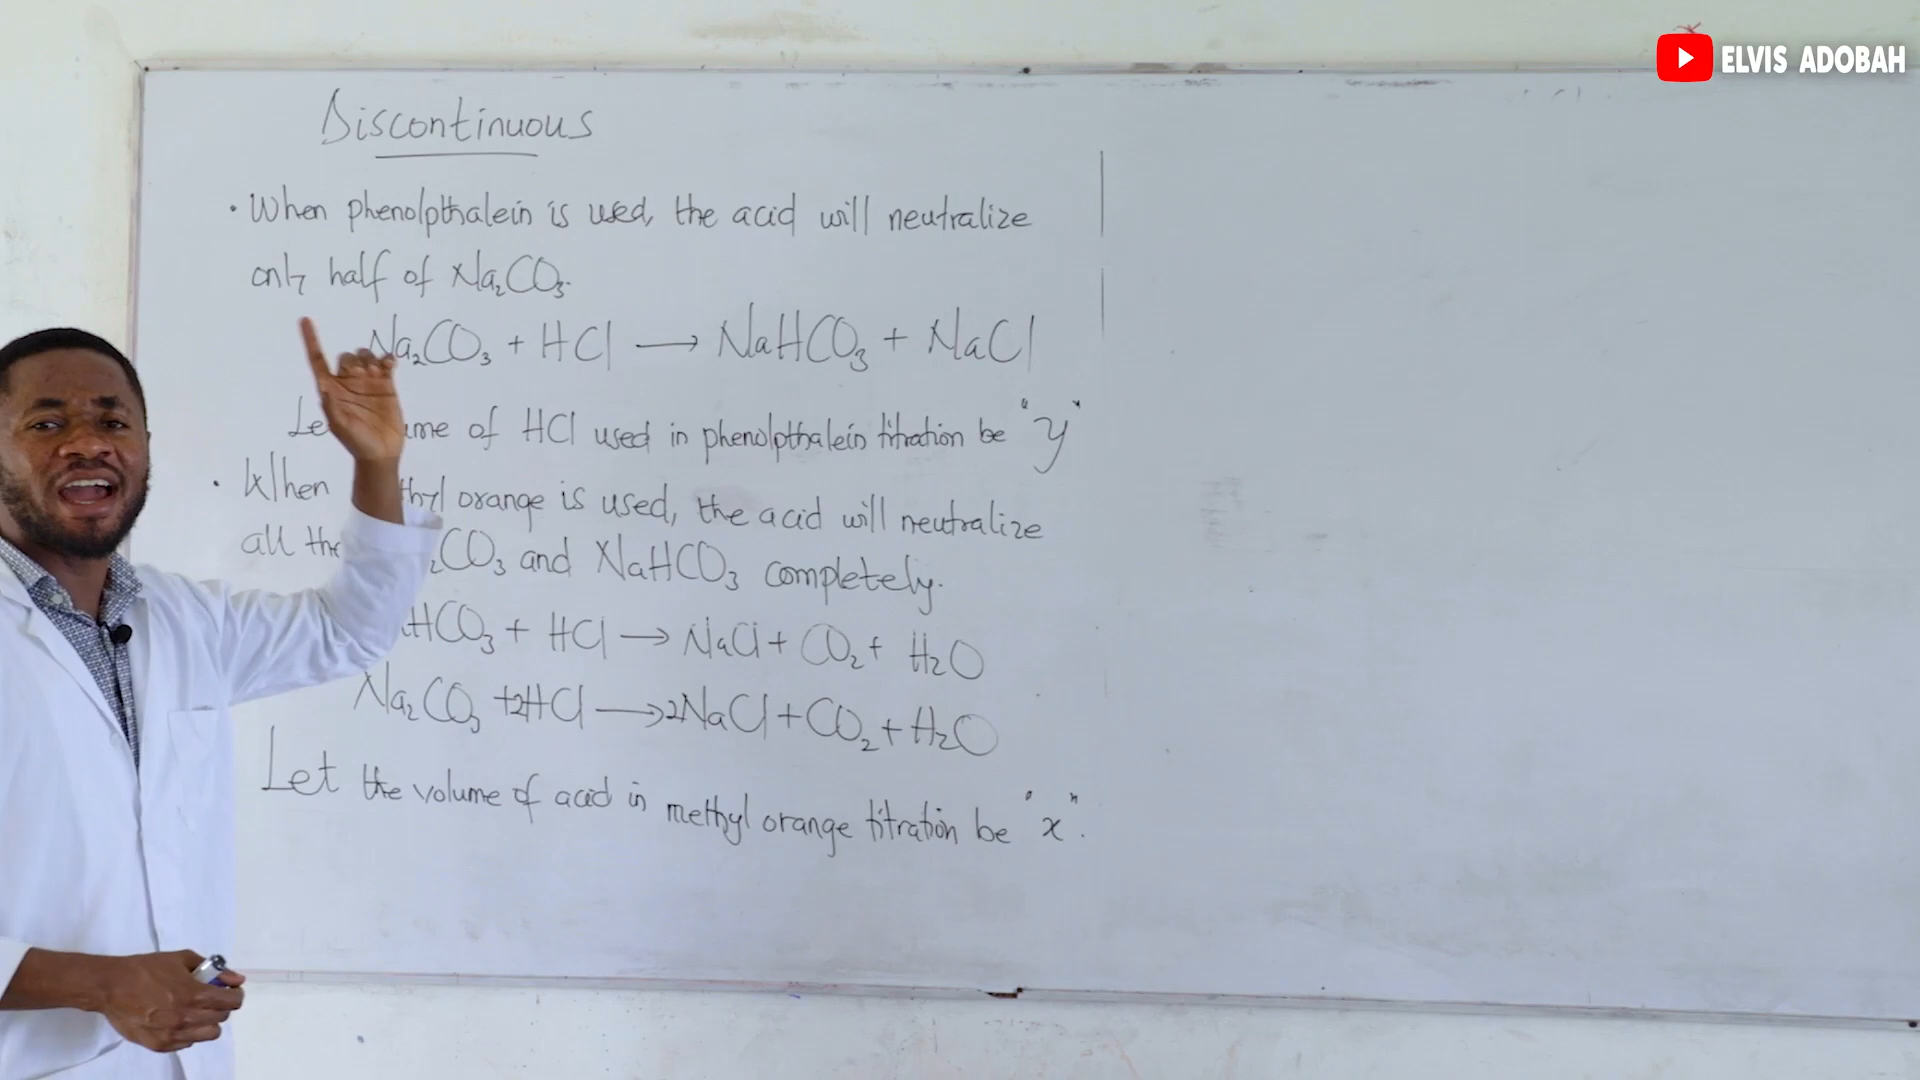 ELVIS ADOBAH
Discontinuous
• When phenolpthalein is used, the acid will neutralize
only half of Na₂CO₃.
Na₂CO₃ + HCl → NaHCO₃ + NaCl
of HCl used in phenolpthalein titration be "y"
• When orange is used, the acid will neutralize
all the CO₃ and NaHCO₃ completely.
HCO₃ + HCl → NaCl + CO₂ + H₂O
Na₂CO₃ + 2HCl → 2NaCl + CO₂ + H₂O
Let the volume of acid in methyl orange titration be "x".